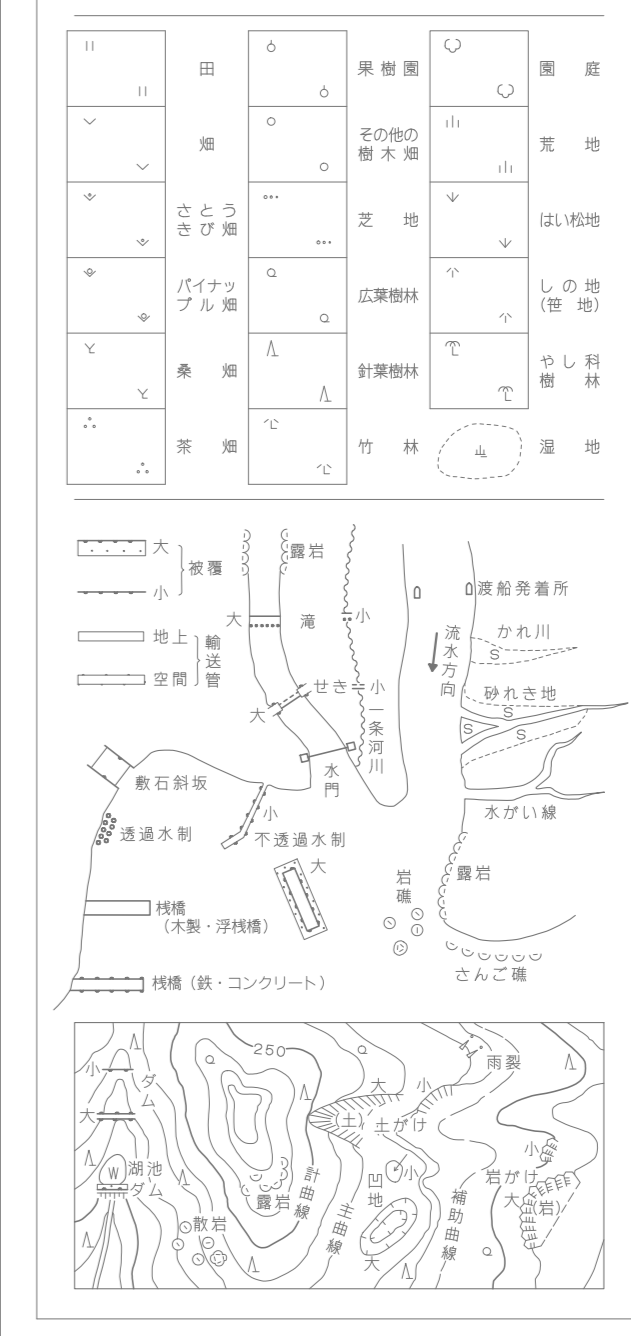 田
果樹園
園庭
畑
その他の
樹木畑
荒地
さとう
きび畑
芝地
はい松地
パイナッ
プル畑
広葉樹林
しの地
(笹地)
桑畑
針葉樹林
やし科
樹林
茶畑
竹林
湿地
大
小
被覆
地上
空間
輸送管
露岩
大
滝
小
せき
小
大
一条河川
水門
渡船発着所
流水方向
かれ川
S
砂れき地
S
S
S
水がい線
敷石斜坂
透過水制
小
不透過水制
大
桟橋
(木製・浮桟橋)
桟橋(鉄・コンクリート)
岩礁
露岩
さんご礁
250
小
ダム
大
W
湖池
ダム
散岩
露岩
計曲線
主曲線
大
小
(土)
土がけ
凹地
小
大
補助曲線
雨裂
小
岩がけ
大
(岩)